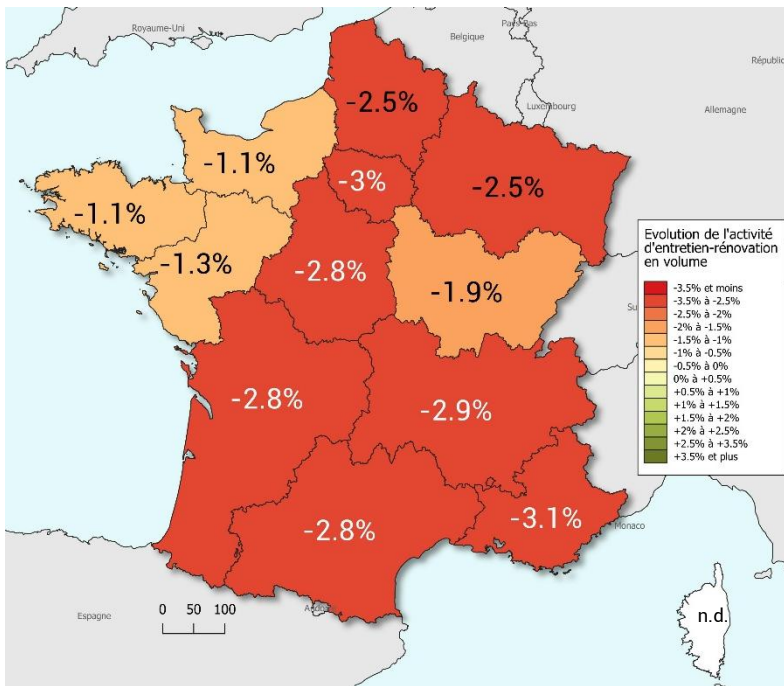 Royaume-Uni
Pays-Bas
Belgique
Républic
Luxembourg
Allemagne
-2.5%
-1.1%
-3%
-2.5%
-1.1%
-1.3%
-2.8%
-1.9%
Evolution de l'activité
d'entretien-rénovation
en volume
-3.5% et moins
-3.5% à -2.5%
-2.5% à -2%
-2% à -1.5%
-1.5% à -1%
-1% à -0.5%
-0.5% à 0%
0% à +0.5%
+0.5% à +1%
+1% à +1.5%
+1.5% à +2%
+2% à +2.5%
+2.5% à +3.5%
+3.5% et plus
Su
-2.8%
-2.9%
-2.8%
-3.1%
Monaco
0 50 100
Espagne
n.d.